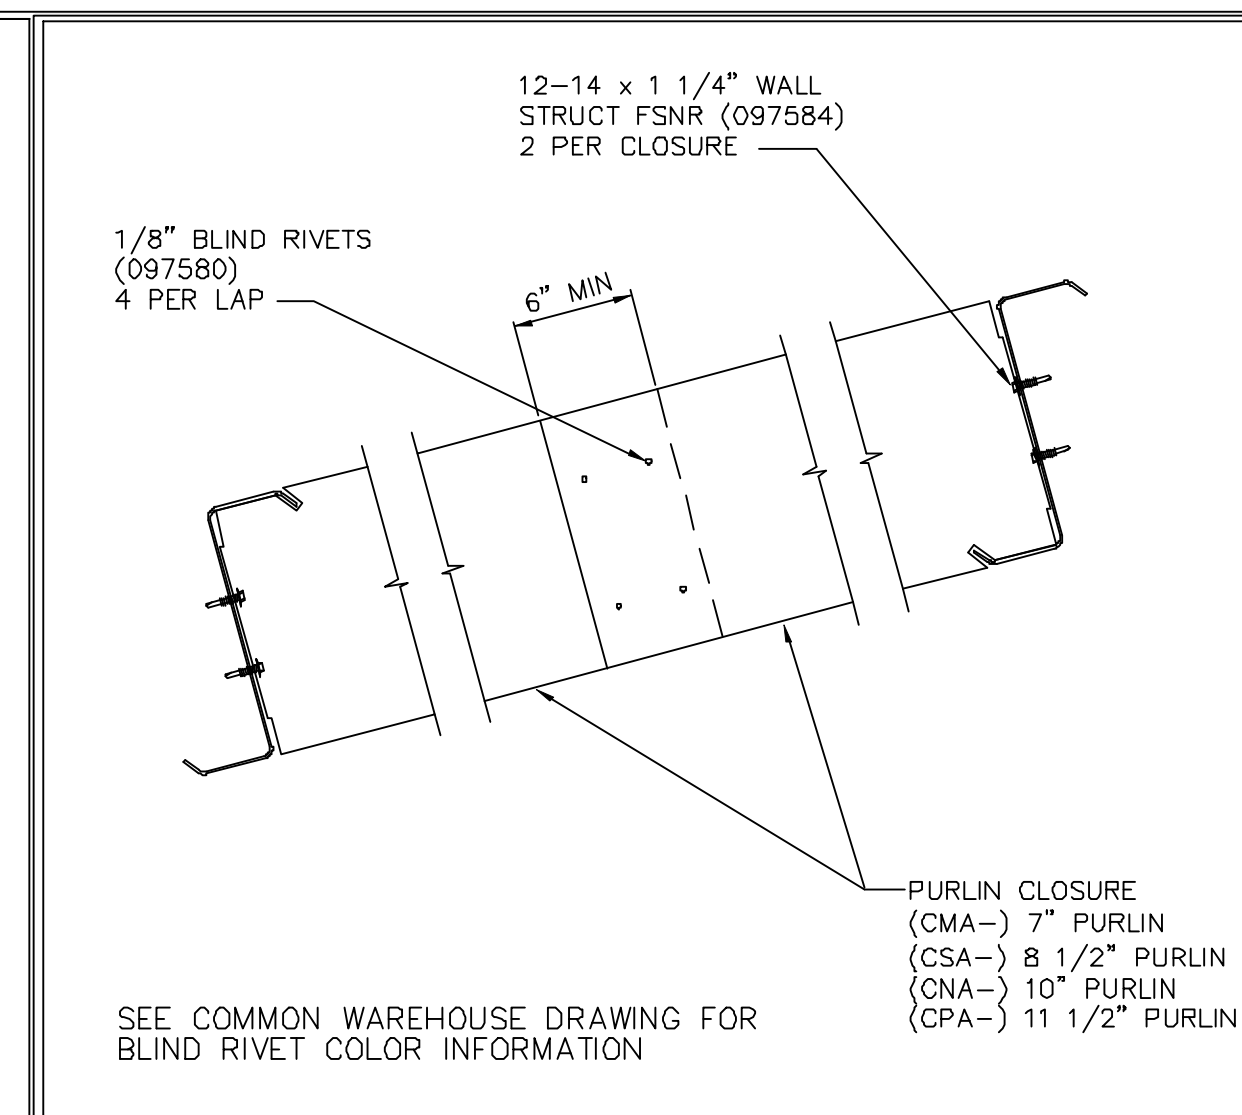 12-14 x 1 1/4" WALL
STRUCT FSNR (097584)
2 PER CLOSURE
1/8" BLIND RIVETS
(097580)
4 PER LAP
6" MIN
PURLIN CLOSURE
(CMA-) 7" PURLIN
(CSA-) 8 1/2" PURLIN
(CNA-) 10" PURLIN
(CPA-) 11 1/2" PURLIN
SEE COMMON WAREHOUSE DRAWING FOR
BLIND RIVET COLOR INFORMATION